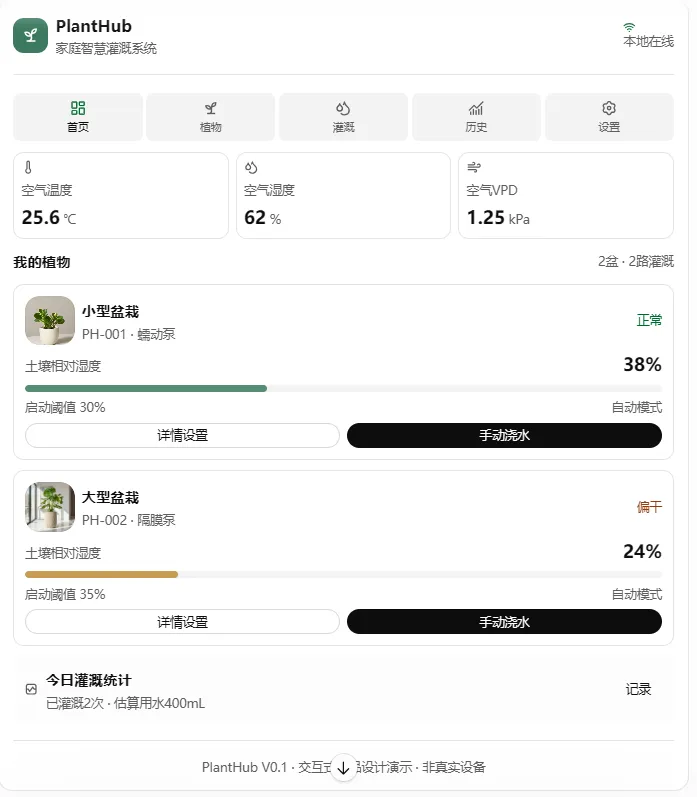 PlantHub
家庭智慧灌溉系统
本地在线
首页
植物
灌溉
历史
设置
空气温度
25.6 ℃
空气湿度
62 %
空气VPD
1.25 kPa
我的植物
2盆 · 2路灌溉
小型盆栽
PH-001 · 蠕动泵
正常
土壤相对湿度
38%
启动阈值 30%
自动模式
详情设置
手动浇水
大型盆栽
PH-002 · 隔膜泵
偏干
土壤相对湿度
24%
启动阈值 35%
自动模式
详情设置
手动浇水
今日灌溉统计
已灌溉2次 · 估算用水400mL
记录
PlantHub V0.1 · 交互式 品设计演示 · 非真实设备